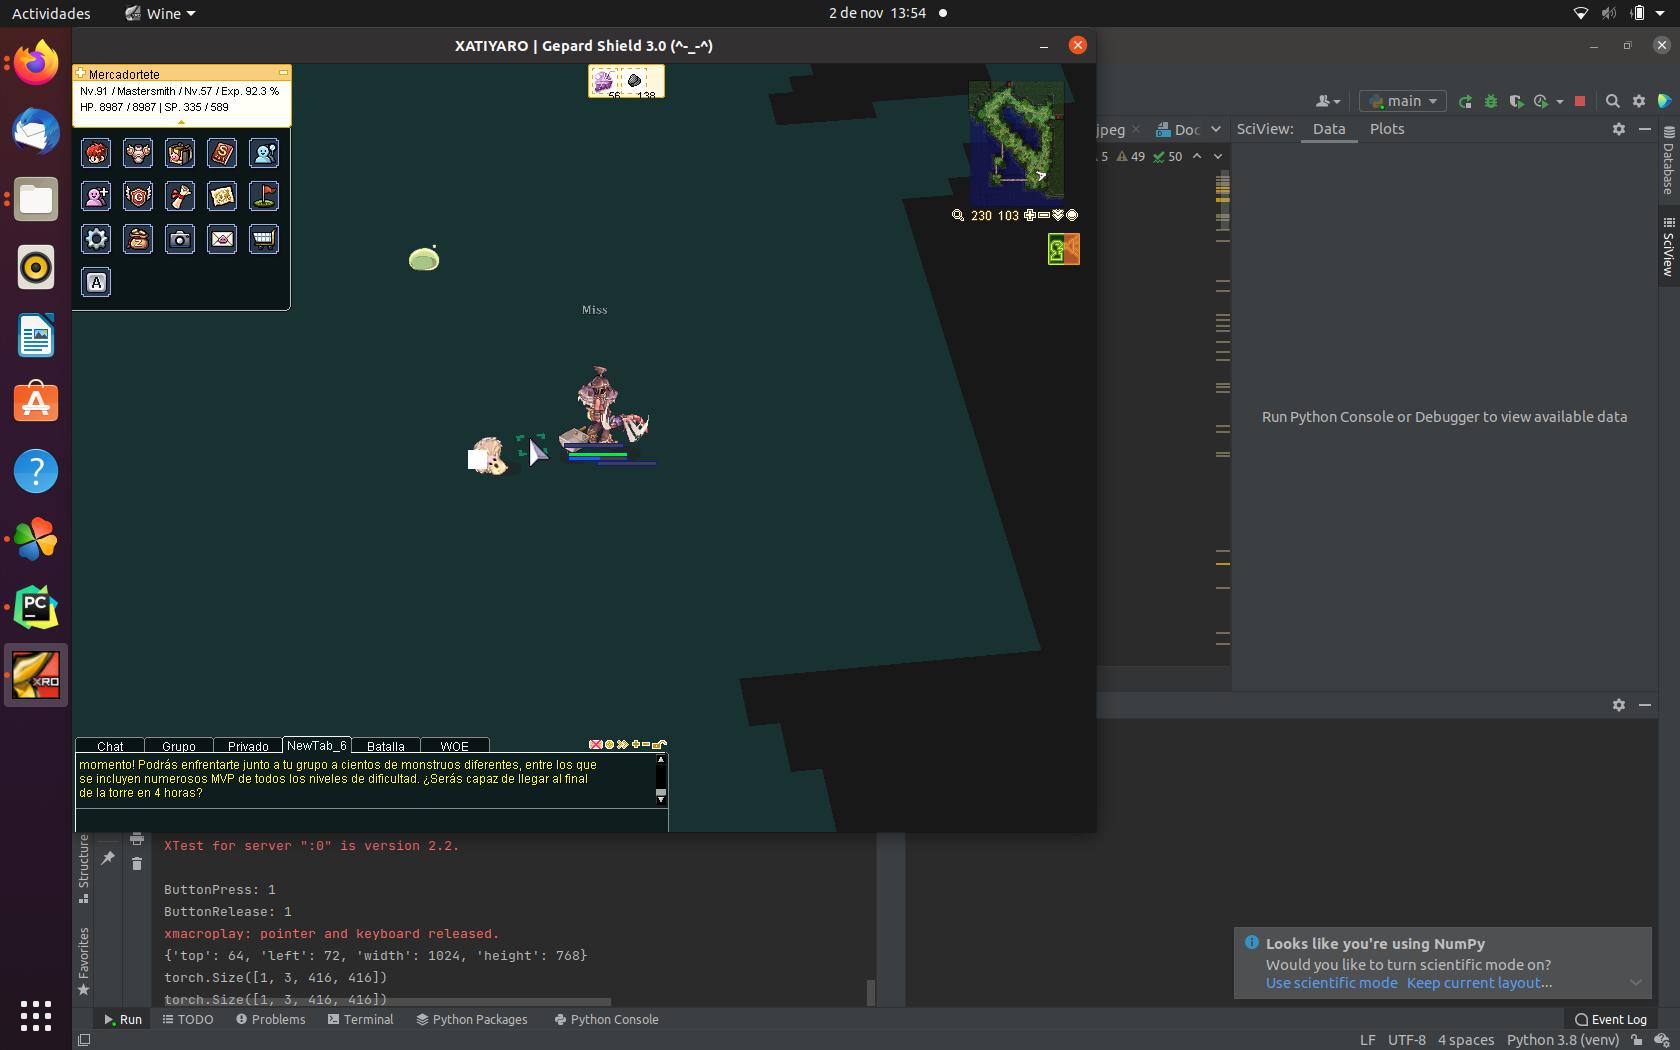 Actividades
Wine
2 de nov 13:54
XATIYARO | Gepard Shield 3.0 (^-_-^)
Mercadortete
Nv.91 / Mastersmith / Nv.57 / Exp. 92.3 %
HP. 8987 / 8987 | SP. 335 / 589
56
138
230 103
Miss
A
main
jpeg
Doc
SciView:
Data
Plots
5
49
50
Database
SciView
Run Python Console or Debugger to view available data
PC
XRO
Chat
Grupo
Privado
NewTab_6
Batalla
WOE
momento! Podrás enfrentarte junto a tu grupo a cientos de monstruos diferentes, entre los que
se incluyen numerosos MVP de todos los niveles de dificultad. ¿Serás capaz de llegar al final
de la torre en 4 horas?
Structure
Favorites
XTest for server ":0" is version 2.2.
ButtonPress: 1
ButtonRelease: 1
xmacroplay: pointer and keyboard released.
{'top': 64, 'left': 72, 'width': 1024, 'height': 768}
torch.Size([1, 3, 416, 416])
torch.Size([1, 3, 416, 416])
Looks like you're using NumPy
Would you like to turn scientific mode on?
Use scientific mode
Keep current layout...
Run
TODO
Problems
Terminal
Python Packages
Python Console
Event Log
LF
UTF-8
4 spaces
Python 3.8 (venv)